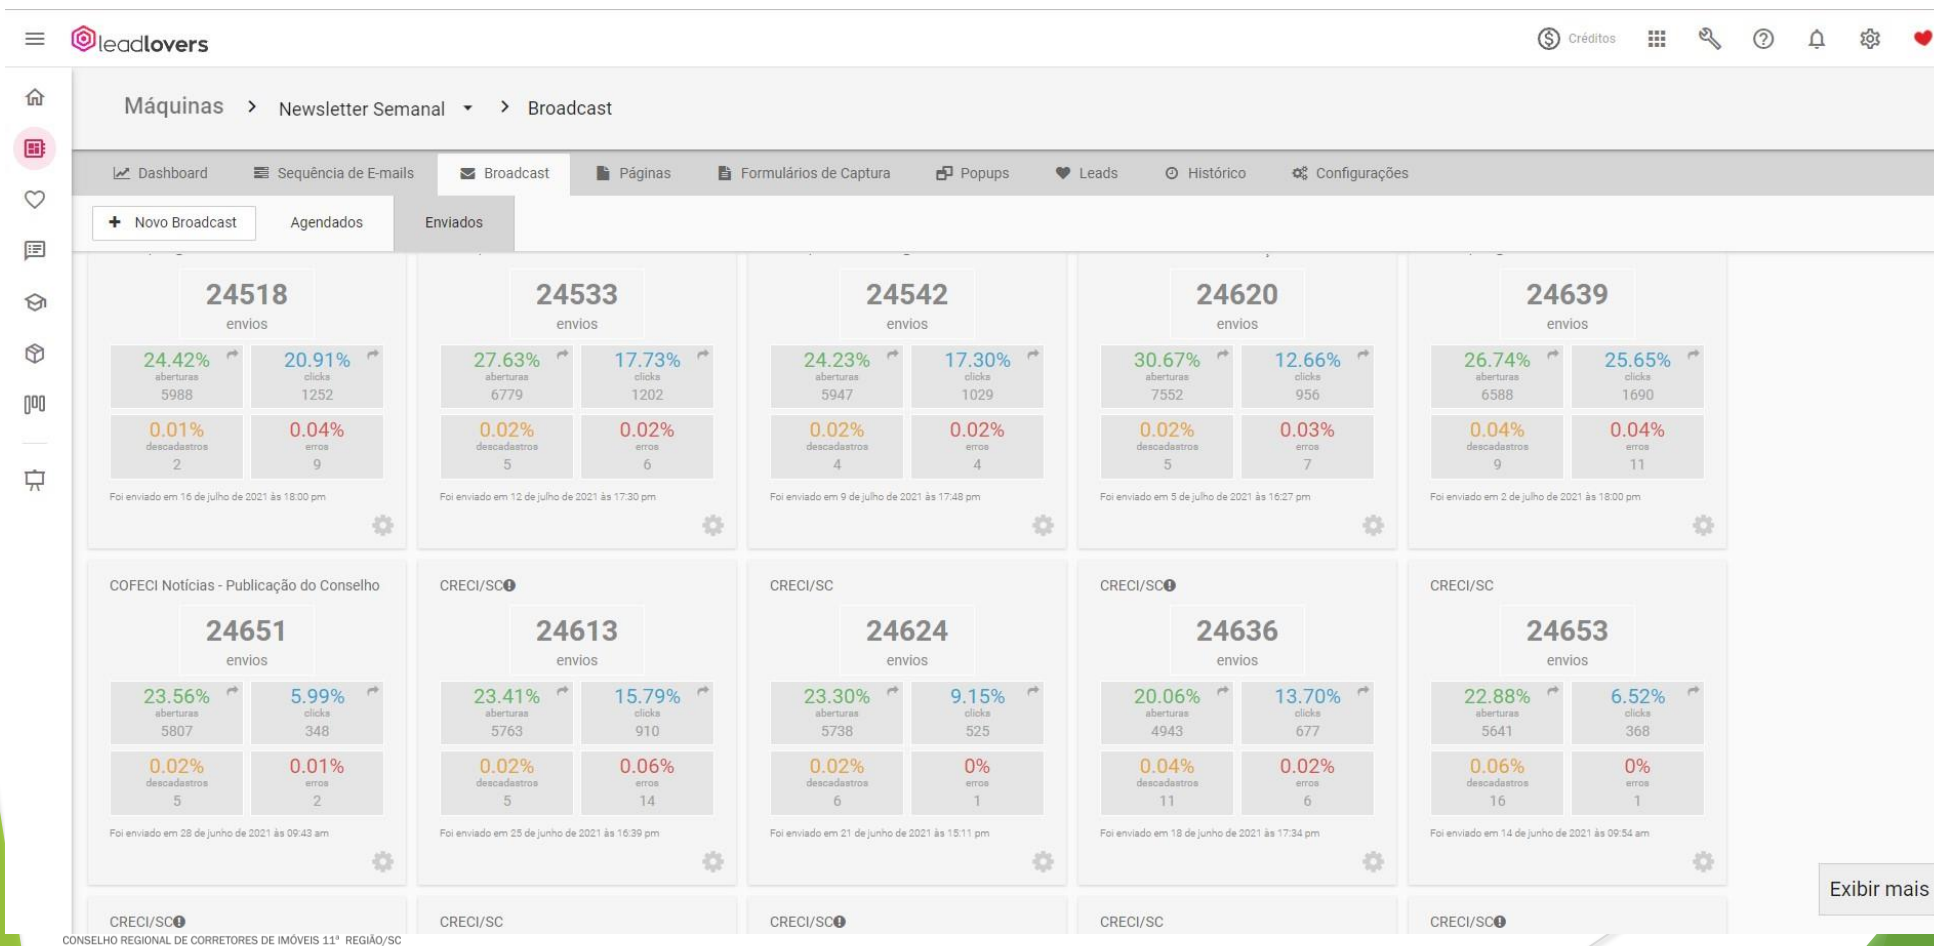 leadlovers
Créditos
Máquinas > Newsletter Semanal > Broadcast
Dashboard Sequência de E-mails Broadcast Páginas Formulários de Captura Popups Leads Histórico Configurações
+ Novo Broadcast Agendados Enviados
24518 24533 24542 24620 24639
envios envios envios envios envios
24.42% 20.91% 27.63% 17.73% 24.23% 17.30% 30.67% 12.66% 26.74% 25.65%
aberturas clicks aberturas clicks aberturas clicks aberturas clicks aberturas clicks
5988 1252 6779 1202 5947 1029 7552 956 6588 1690
0.01% 0.04% 0.02% 0.02% 0.02% 0.02% 0.02% 0.03% 0.04% 0.04%
descadastros erros descadastros erros descadastros erros descadastros erros descadastros erros
2 9 5 6 4 4 5 7 9 11
Foi enviado em 16 de julho de 2021 às 18:00 pm Foi enviado em 12 de julho de 2021 às 17:30 pm Foi enviado em 9 de julho de 2021 às 17:48 pm Foi enviado em 5 de julho de 2021 às 16:27 pm Foi enviado em 2 de julho de 2021 às 18:00 pm
COFECI Notícias - Publicação do Conselho CRECI/SC CRECI/SC CRECI/SC CRECI/SC
24651 24613 24624 24636 24653
envios envios envios envios envios
23.56% 5.99% 23.41% 15.79% 23.30% 9.15% 20.06% 13.70% 22.88% 6.52%
aberturas clicks aberturas clicks aberturas clicks aberturas clicks aberturas clicks
5807 348 5763 910 5738 525 4943 677 5641 368
0.02% 0.01% 0.02% 0.06% 0.02% 0% 0.04% 0.02% 0.06% 0%
descadastros erros descadastros erros descadastros erros descadastros erros descadastros erros
5 2 5 14 6 1 11 6 16 1
Foi enviado em 28 de junho de 2021 às 09:43 am Foi enviado em 25 de junho de 2021 às 16:39 pm Foi enviado em 21 de junho de 2021 às 15:11 pm Foi enviado em 18 de junho de 2021 às 17:34 pm Foi enviado em 14 de junho de 2021 às 09:54 am
Exibir mais
CRECI/SC CRECI/SC CRECI/SC CRECI/SC CRECI/SC
CONSELHO REGIONAL DE CORRETORES DE IMÓVEIS 11ª REGIÃO/SC